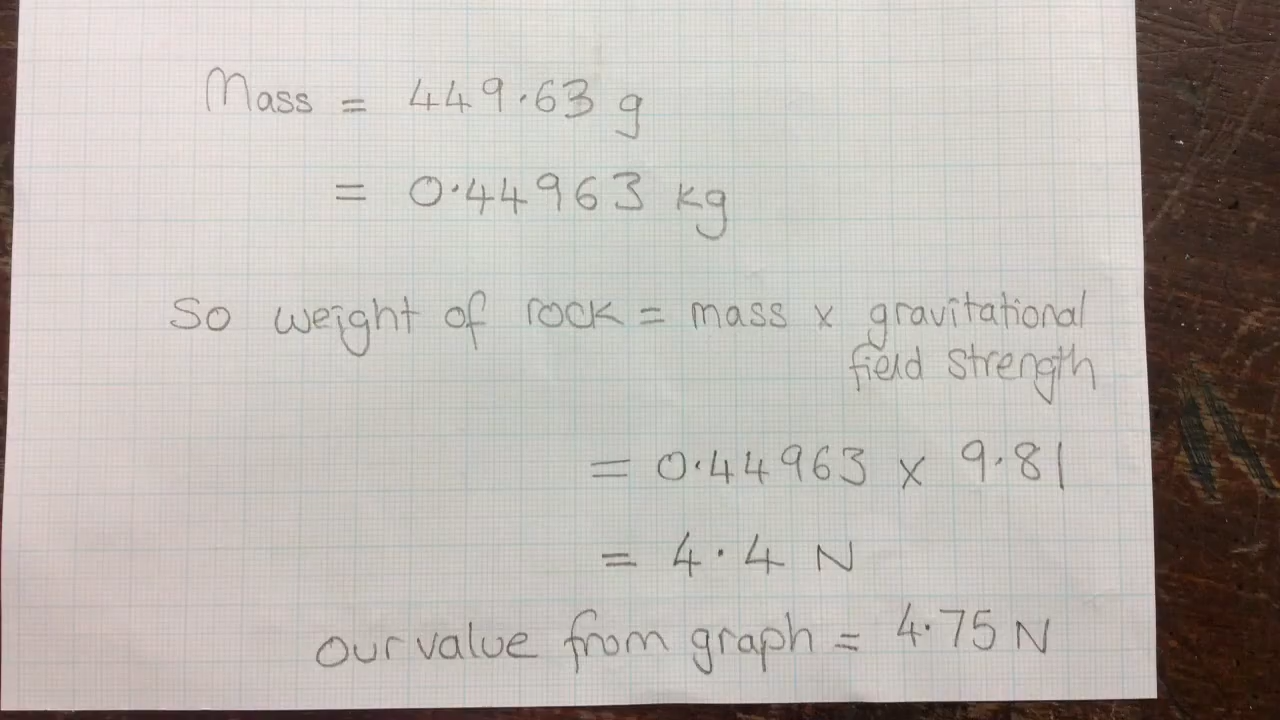 Mass = 449.63 g
= 0.44963 kg
So weight of rock = mass x gravitational
field strength
= 0.44963 x 9.81
= 4.4 N
our value from graph = 4.75 N